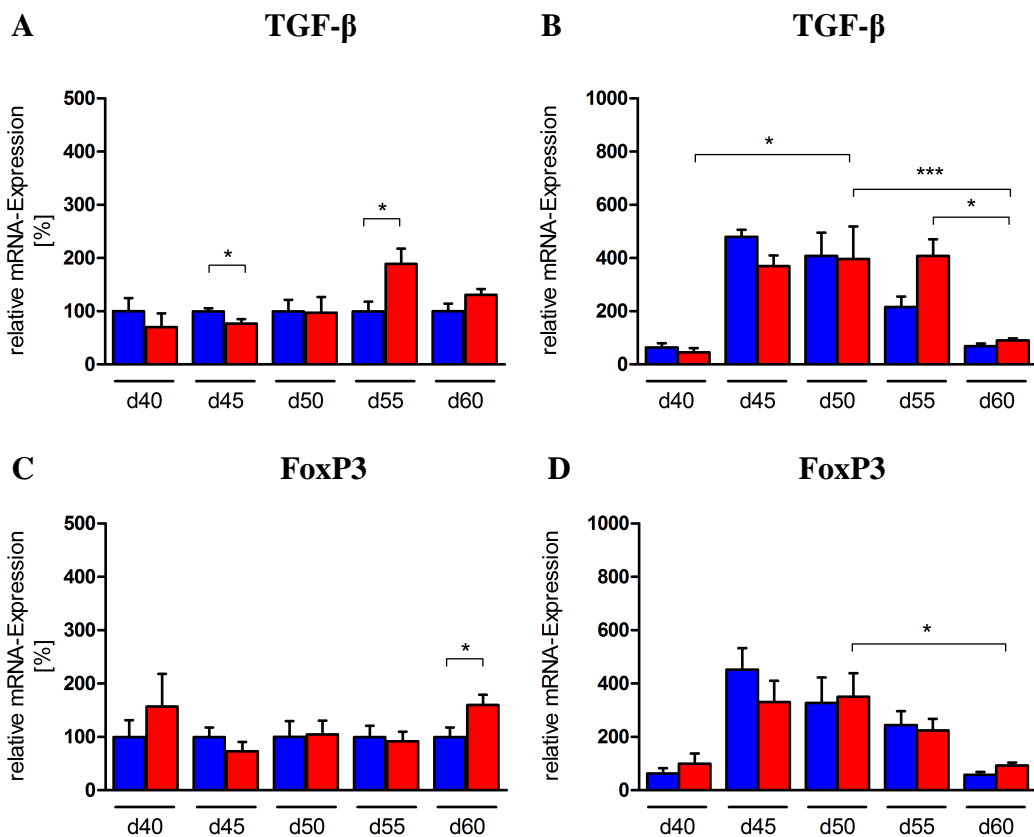 A
TGF-β
relative mRNA-Expression
[%]
500
400
300
200
100
0
*
*
d40
d45
d50
d55
d60
B
TGF-β
relative mRNA-Expression
1000
800
600
400
200
0
*
***
*
d40
d45
d50
d55
d60
C
FoxP3
relative mRNA-Expression
[%]
500
400
300
200
100
0
*
d40
d45
d50
d55
d60
D
FoxP3
relative mRNA-Expression
1000
800
600
400
200
0
*
d40
d45
d50
d55
d60